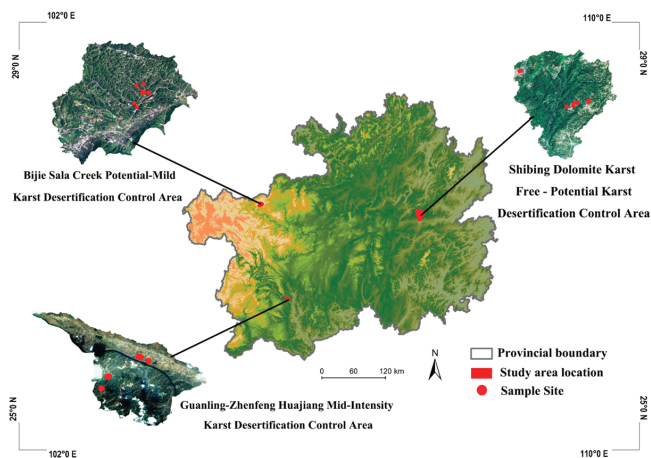 102°0 E
110°0 E
29°0 N
29°0 N
Bijie Sala Creek Potential-Mild
Karst Desertification Control Area
Shibing Dolomite Karst
Free - Potential Karst
Desertification Control Area
N
Provincial boundary
Study area location
Sample Site
0 60 120 km
Guanling-Zhenfeng Huajiang Mid-Intensity
Karst Desertification Control Area
25°0 N
25°0 N
102°0 E
110°0 E